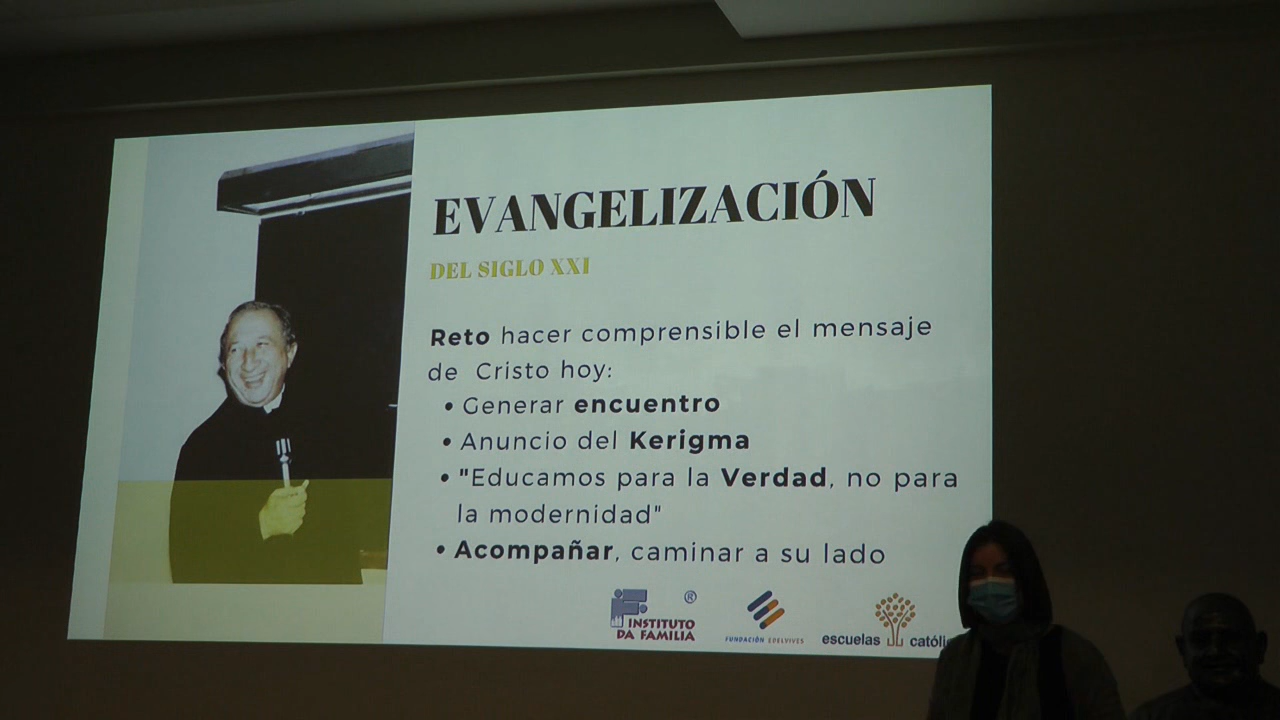 EVANGELIZACIÓN
DEL SIGLO XXI
Reto hacer comprensible el mensaje
de Cristo hoy:
• Generar encuentro
• Anuncio del Kerigma
• "Educamos para la Verdad, no para
la modernidad"
• Acompañar, caminar a su lado
®
INSTITUTO
DA FAMILIA
FUNDACIÓN EDELVIVES
escuelas católi